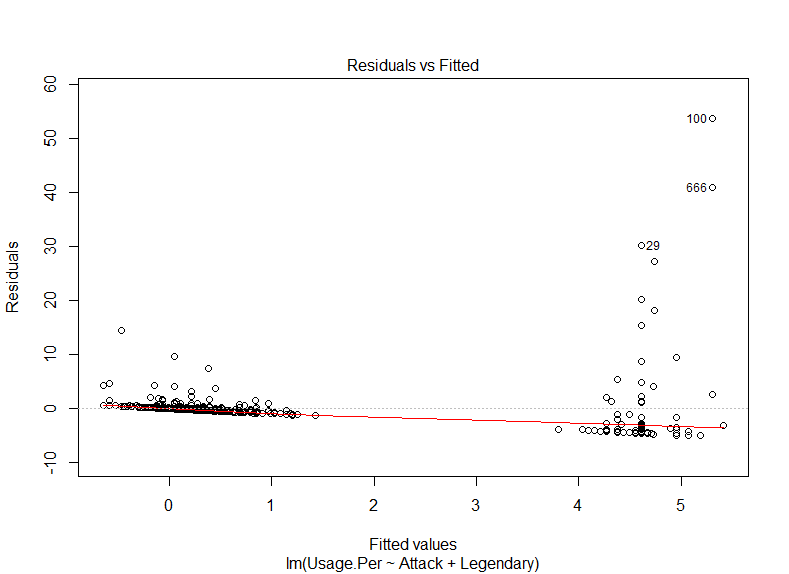 Residuals vs Fitted
60
50
40
30
20
10
0
-10
Residuals
100
666
29
0 1 2 3 4 5
Fitted values
lm(Usage.Per ~ Attack + Legendary)